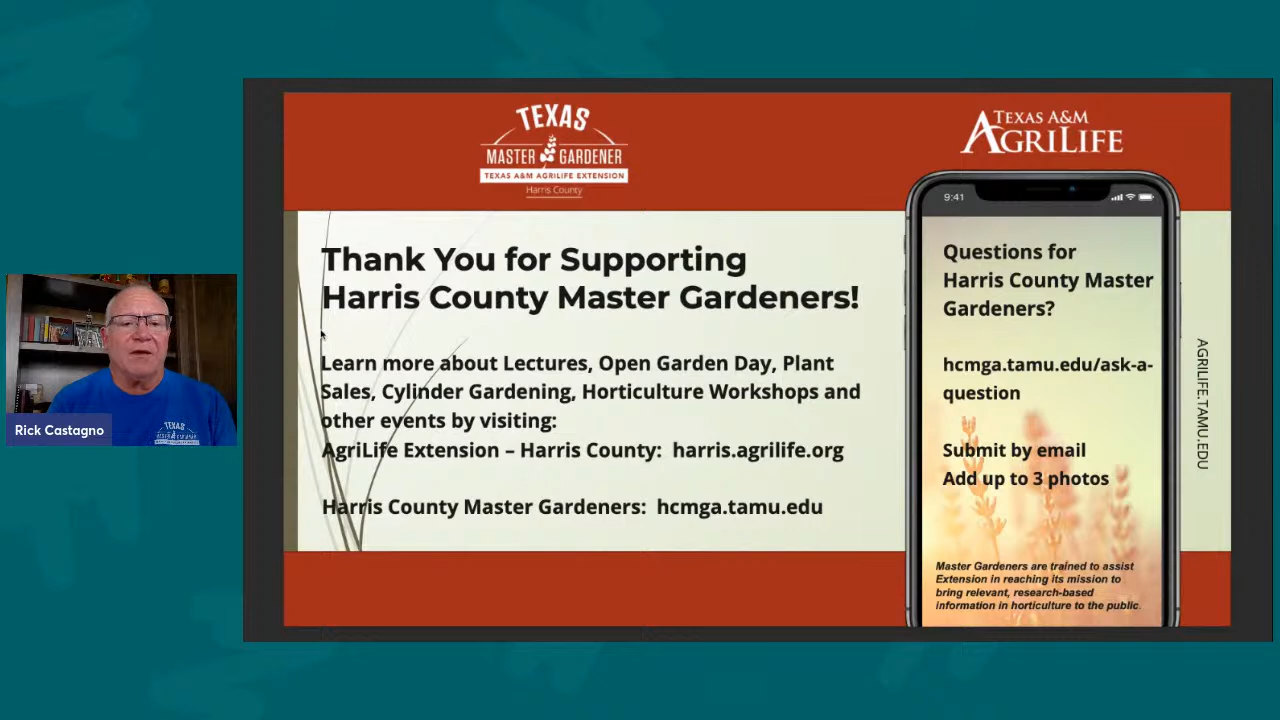 TEXAS
MASTER GARDENER
TEXAS A&M AGRILIFE EXTENSION
Harris County
TEXAS A&M
AGRILIFE
Thank You for Supporting
Harris County Master Gardeners!
Learn more about Lectures, Open Garden Day, Plant
Sales, Cylinder Gardening, Horticulture Workshops and
other events by visiting:
AgriLife Extension – Harris County: harris.agrilife.org
Harris County Master Gardeners: hcmga.tamu.edu
9:41
Questions for
Harris County Master
Gardeners?
hcmga.tamu.edu/ask-a-
question
Submit by email
Add up to 3 photos
Master Gardeners are trained to assist
Extension in reaching its mission to
bring relevant, research-based
information in horticulture to the public.
AGRILIFE.TAMU.EDU
TEXAS
Rick Castagno